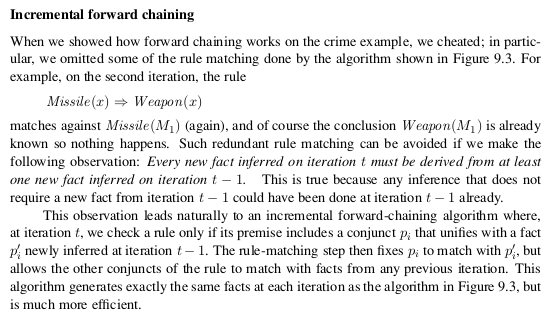 Incremental forward chaining
When we showed how forward chaining works on the crime example, we cheated; in partic-
ular, we omitted some of the rule matching done by the algorithm shown in Figure 9.3. For
example, on the second iteration, the rule
Missile(x) ⇒ Weapon(x)
matches against Missile(M₁) (again), and of course the conclusion Weapon(M₁) is already
known so nothing happens. Such redundant rule matching can be avoided if we make the
following observation: Every new fact inferred on iteration t must be derived from at least
one new fact inferred on iteration t − 1. This is true because any inference that does not
require a new fact from iteration t − 1 could have been done at iteration t − 1 already.
This observation leads naturally to an incremental forward-chaining algorithm where,
at iteration t, we check a rule only if its premise includes a conjunct pᵢ that unifies with a fact
p′ᵢ newly inferred at iteration t − 1. The rule-matching step then fixes pᵢ to match with p′ᵢ, but
allows the other conjuncts of the rule to match with facts from any previous iteration. This
algorithm generates exactly the same facts at each iteration as the algorithm in Figure 9.3, but
is much more efficient.